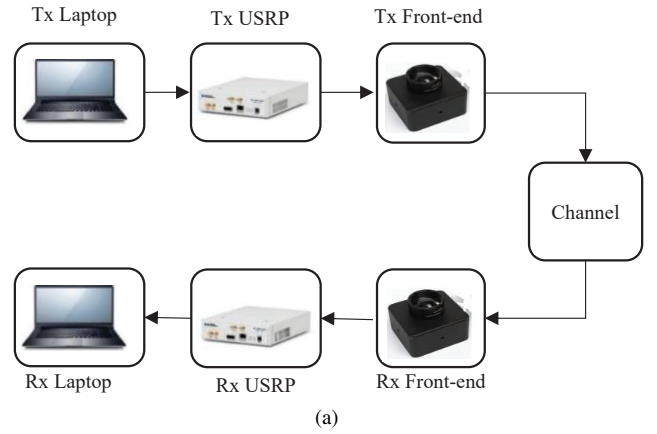 Tx Laptop Tx USRP Tx Front-end
Channel
Rx Laptop Rx USRP Rx Front-end
(a)